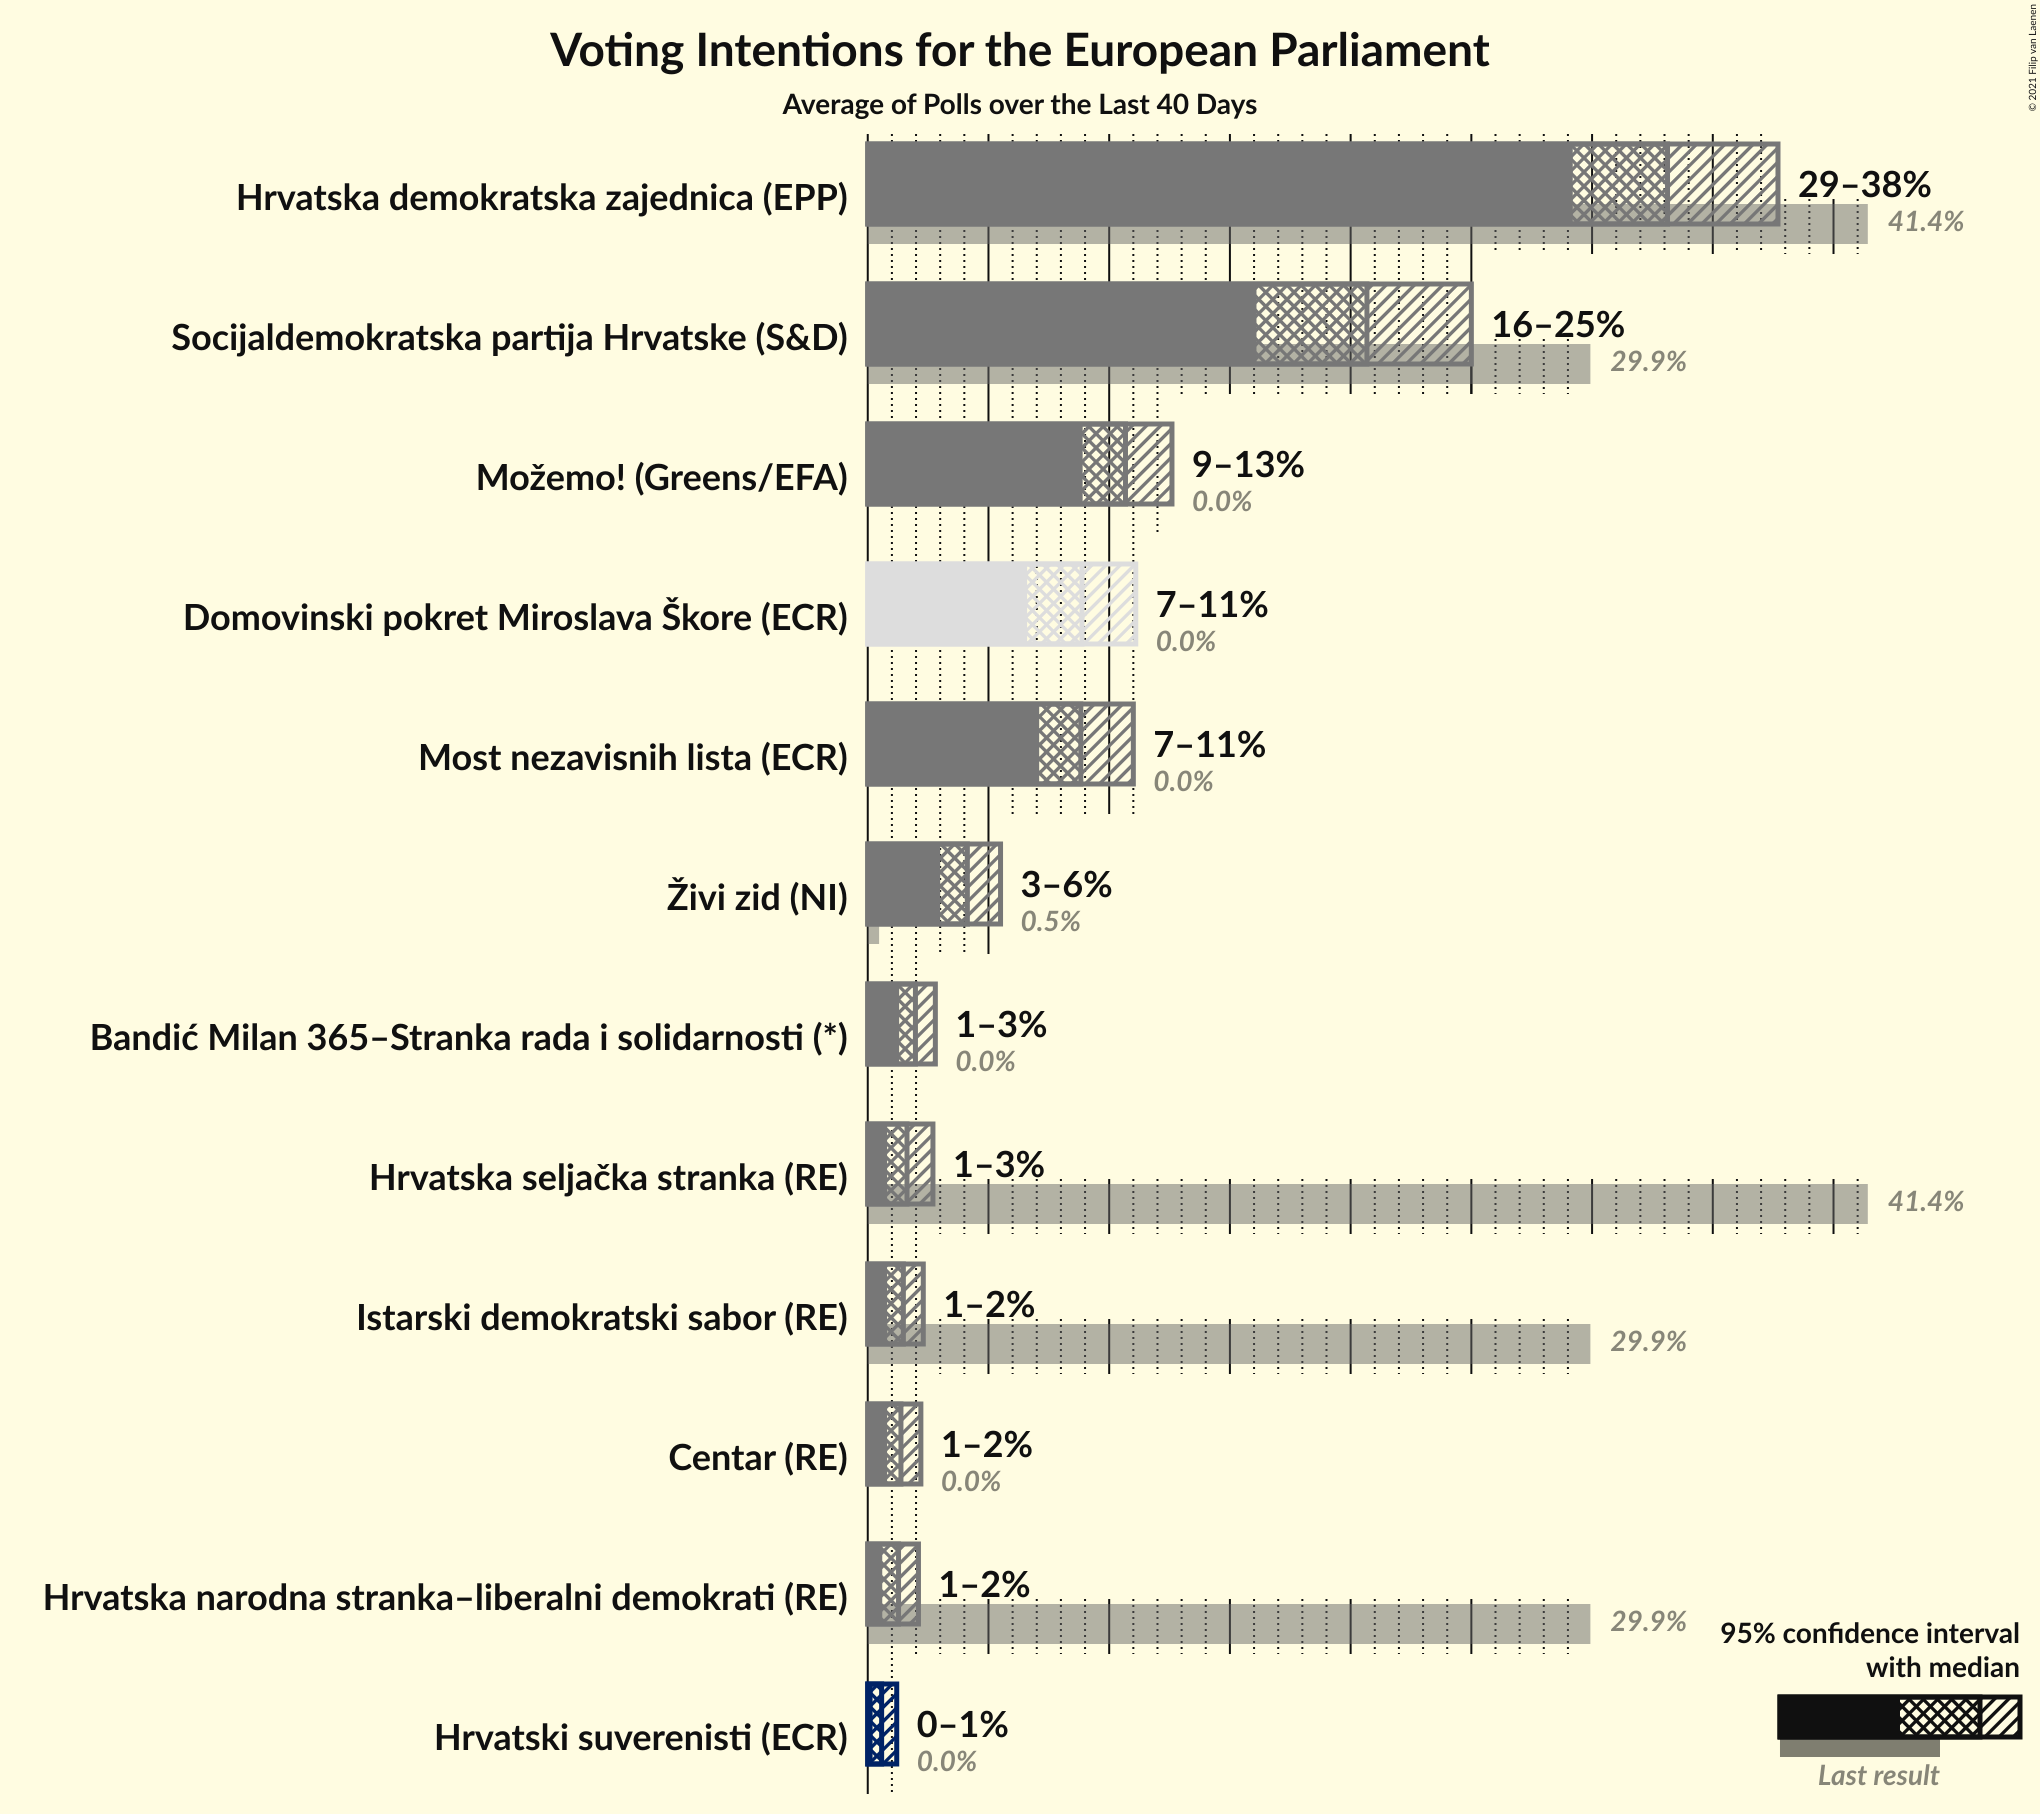 Voting Intentions for the European Parliament
Average of Polls over the Last 40 Days
© 2021 Filip van Laenen
Hrvatska demokratska zajednica (EPP)
29–38%
41.4%
Socijaldemokratska partija Hrvatske (S&D)
16–25%
29.9%
Možemo! (Greens/EFA)
9–13%
0.0%
Domovinski pokret Miroslava Škore (ECR)
7–11%
0.0%
Most nezavisnih lista (ECR)
7–11%
0.0%
Živi zid (NI)
3–6%
0.5%
Bandić Milan 365–Stranka rada i solidarnosti (*)
1–3%
0.0%
Hrvatska seljačka stranka (RE)
1–3%
41.4%
Istarski demokratski sabor (RE)
1–2%
29.9%
Centar (RE)
1–2%
0.0%
Hrvatska narodna stranka–liberalni demokrati (RE)
1–2%
29.9%
Hrvatski suverenisti (ECR)
0–1%
0.0%
95% confidence interval
with median
Last result